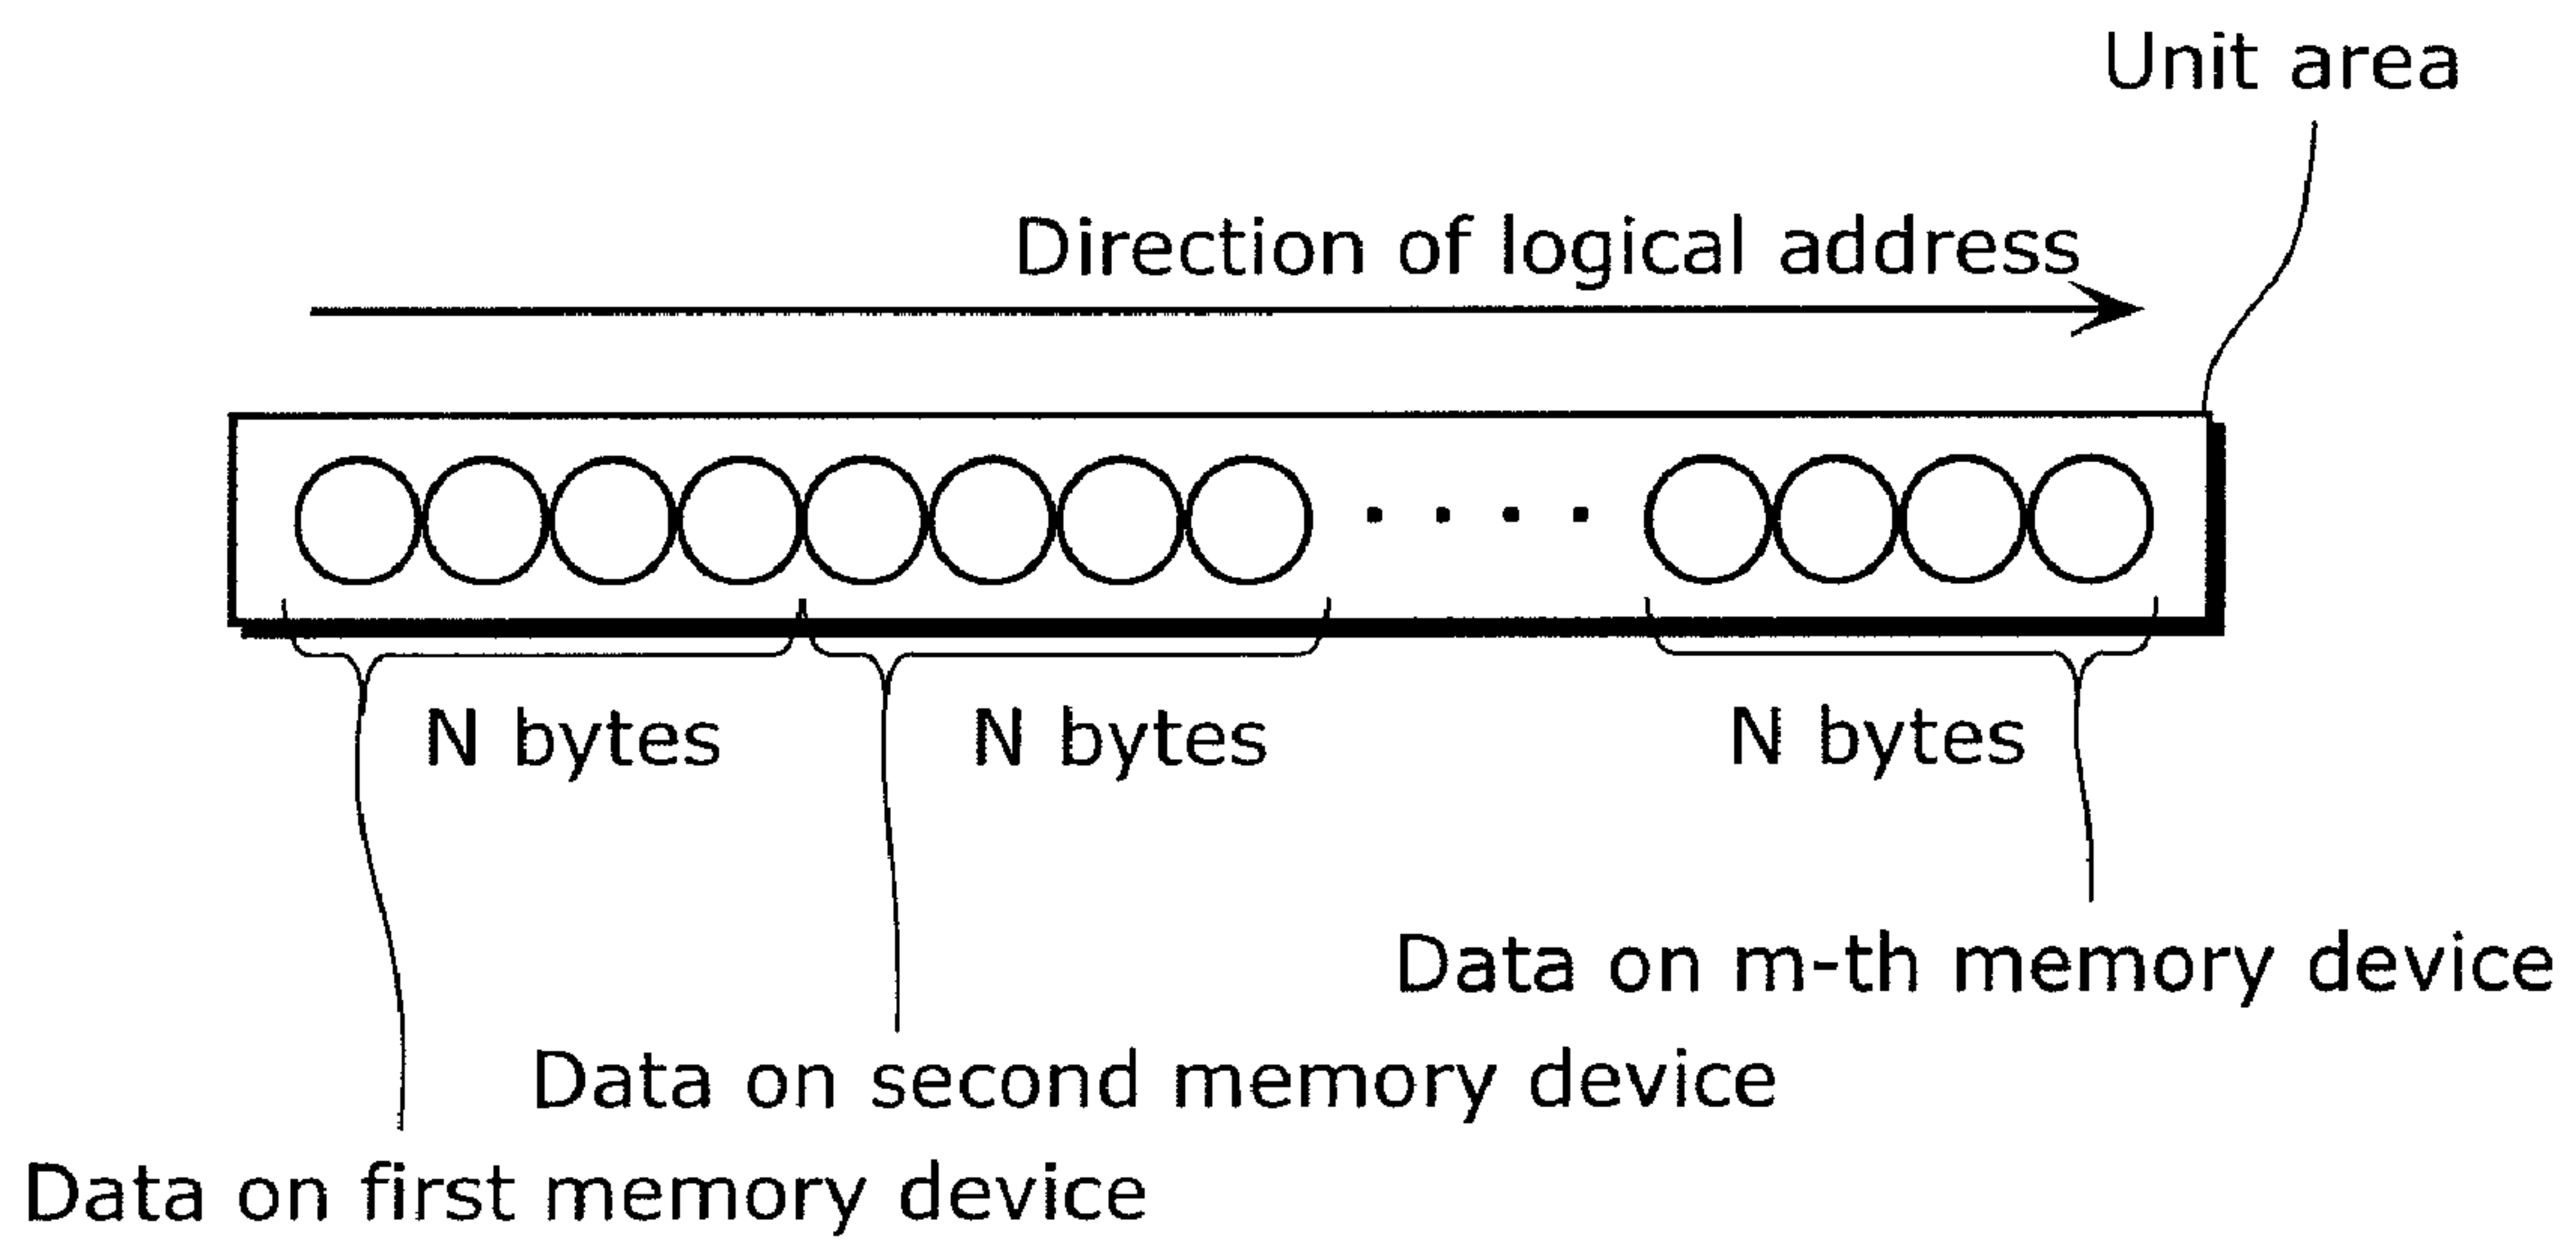 Unit area
Direction of logical address
N bytes
N bytes
N bytes
Data on m-th memory device
Data on second memory device
Data on first memory device